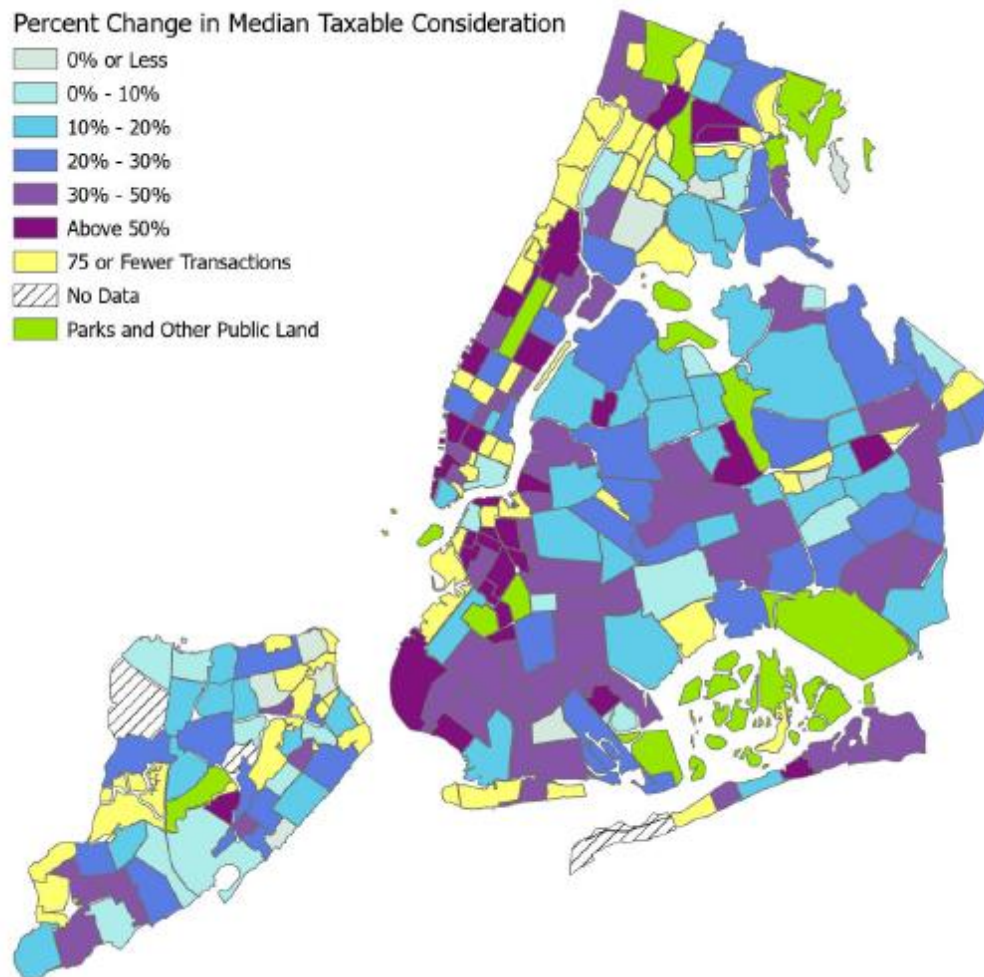 Percent Change in Median Taxable Consideration
0% or Less
0% - 10%
10% - 20%
20% - 30%
30% - 50%
Above 50%
75 or Fewer Transactions
No Data
Parks and Other Public Land